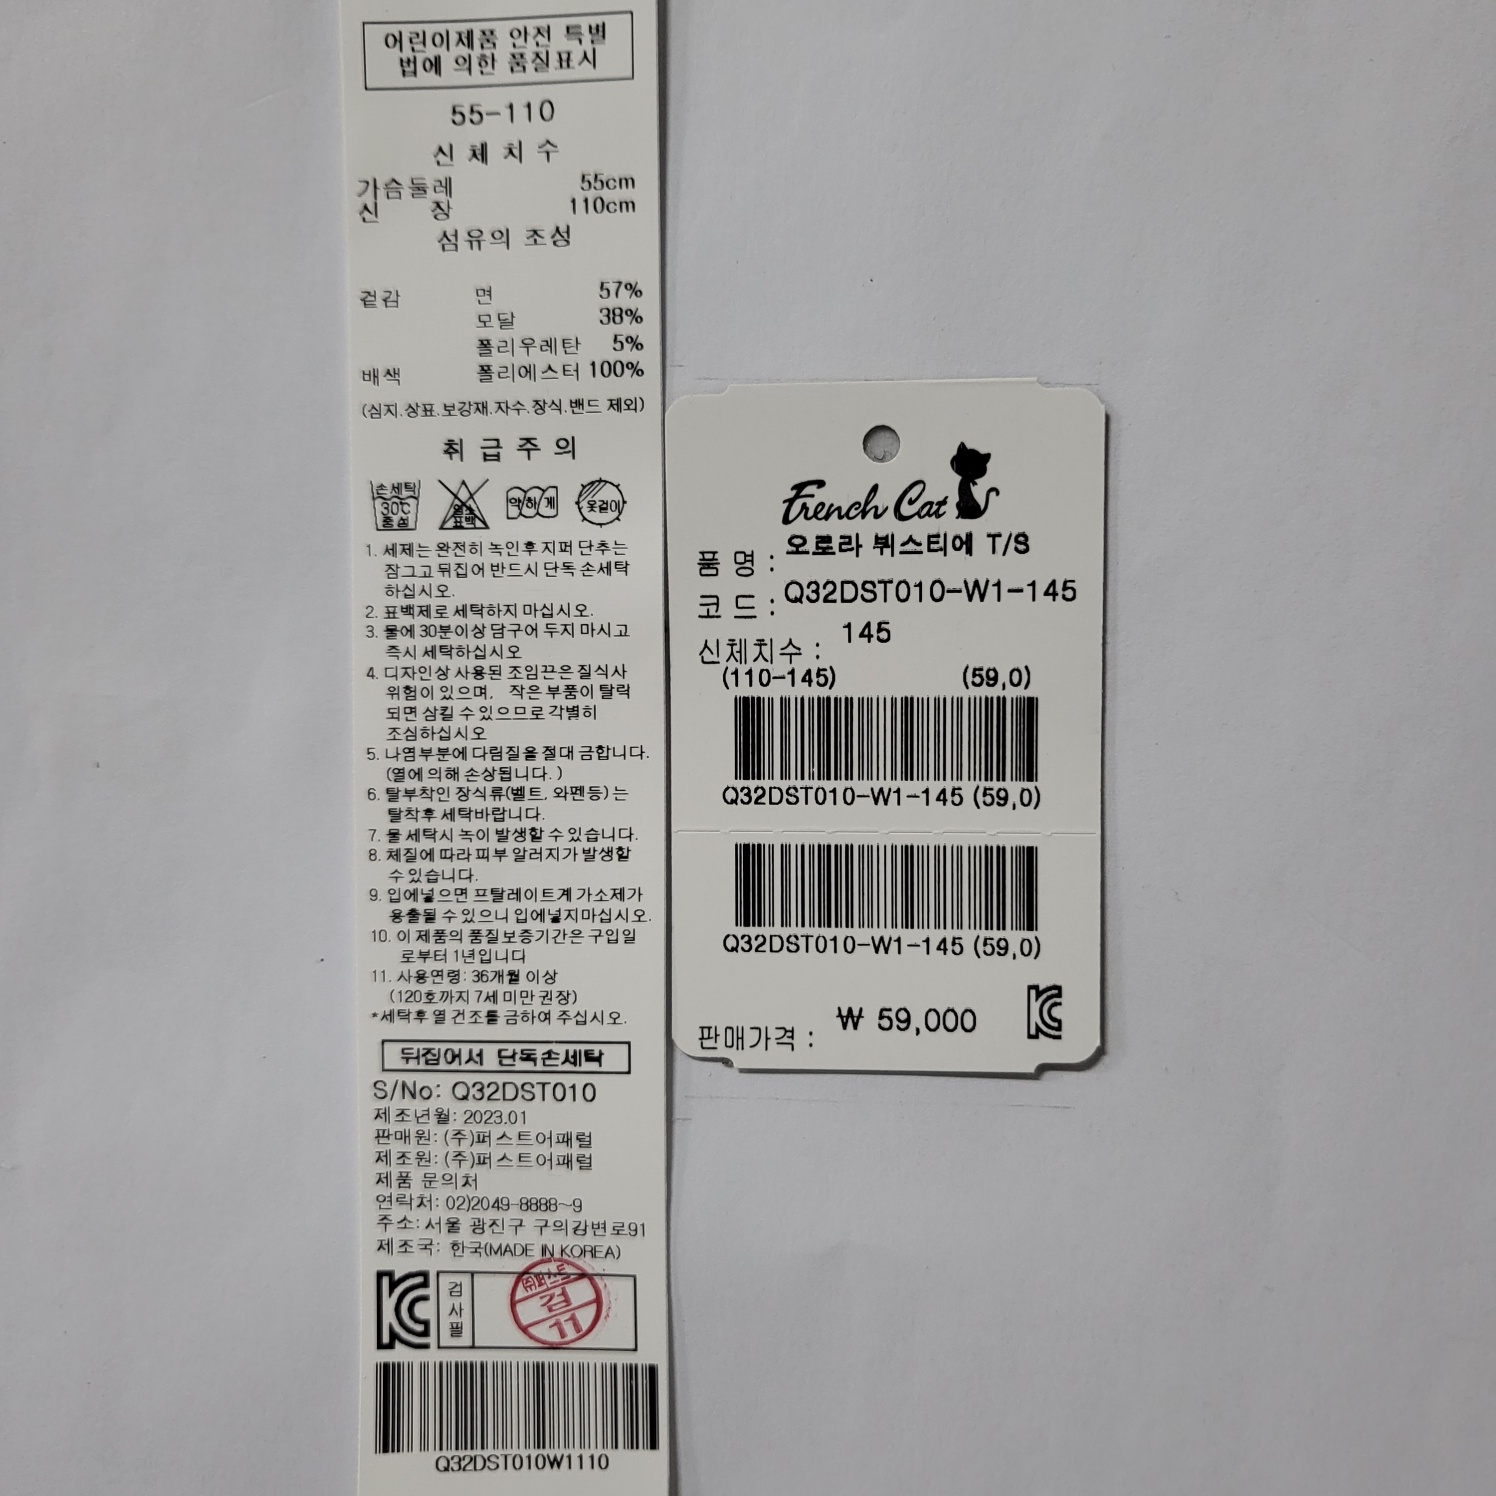 어린이제품 안전 특별
법에 의한 품질표시
55-110
신 체 치 수
가슴둘레 55cm
신 장 110cm
섬유의 조성
겉감 면 57%
모달 38%
폴리우레탄 5%
배색 폴리에스터 100%
(심지.상표.보강재.자수.장식.밴드 제외)
취 급 주 의
손세탁 30℃ 중성
염소 표백
약하게
옷걸이
1. 세제는 완전히 녹인후 지퍼 단추는
잠그고 뒤집어 반드시 단독 손세탁
하십시오.
2. 표백제로 세탁하지 마십시오.
3. 물에 30분이상 담구어 두지 마시고
즉시 세탁하십시오
4. 디자인상 사용된 조임끈은 질식사
위험이 있으며, 작은 부품이 탈락
되면 삼킬 수 있으므로 각별히
조심하십시오
5. 나염부분에 다림질을 절대 금합니다.
(열에 의해 손상됩니다. )
6. 탈부착인 장식류(벨트, 와펜등) 는
탈착후 세탁바랍니다.
7. 물 세탁시 녹이 발생할 수 있습니다.
8. 체질에 따라 피부 알러지가 발생할
수 있습니다.
9. 입에넣으면 프탈레이트계 가소제가
용출될 수 있으니 입에넣지마십시오.
10. 이 제품의 품질보증기간은 구입일
로부터 1년입니다
11. 사용연령: 36개월 이상
(120호까지 7세 미만 권장)
*세탁후 열 건조를 금하여 주십시오.
뒤집어서 단독손세탁
S/No: Q32DST010
제조년월: 2023.01
판매원: (주)퍼스트어패럴
제조원: (주)퍼스트어패럴
제품 문의처
연락처: 02)2049-8888~9
주소: 서울 광진구 구의강변로91
제조국: 한국(MADE IN KOREA)
KC 검사필
(주)퍼스트
검
11
Q32DST010W1110
French Cat
품 명 : 오로라 뷔스티에 T/S
코 드 : Q32DST010-W1-145
신체치수 : 145
(110-145) (59,0)
Q32DST010-W1-145 (59,0)
Q32DST010-W1-145 (59,0)
판매가격 : ₩ 59,000 KC